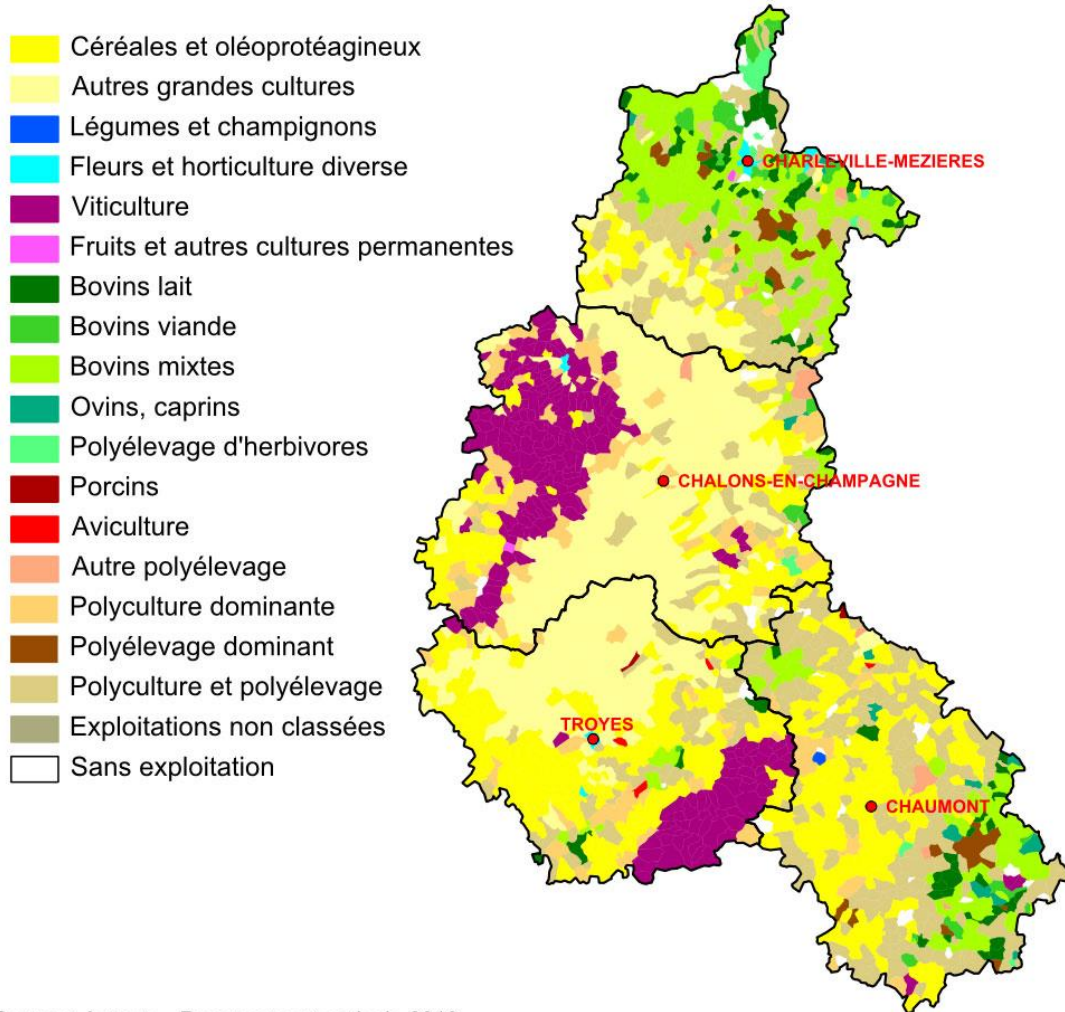 Céréales et oléoprotéagineux
Autres grandes cultures
Légumes et champignons
Fleurs et horticulture diverse
Viticulture
Fruits et autres cultures permanentes
Bovins lait
Bovins viande
Bovins mixtes
Ovins, caprins
Polyélevage d'herbivores
Porcins
Aviculture
Autre polyélevage
Polyculture dominante
Polyélevage dominant
Polyculture et polyélevage
Exploitations non classées
Sans exploitation
CHARLEVILLE-MEZIERES
CHALONS-EN-CHAMPAGNE
TROYES
CHAUMONT